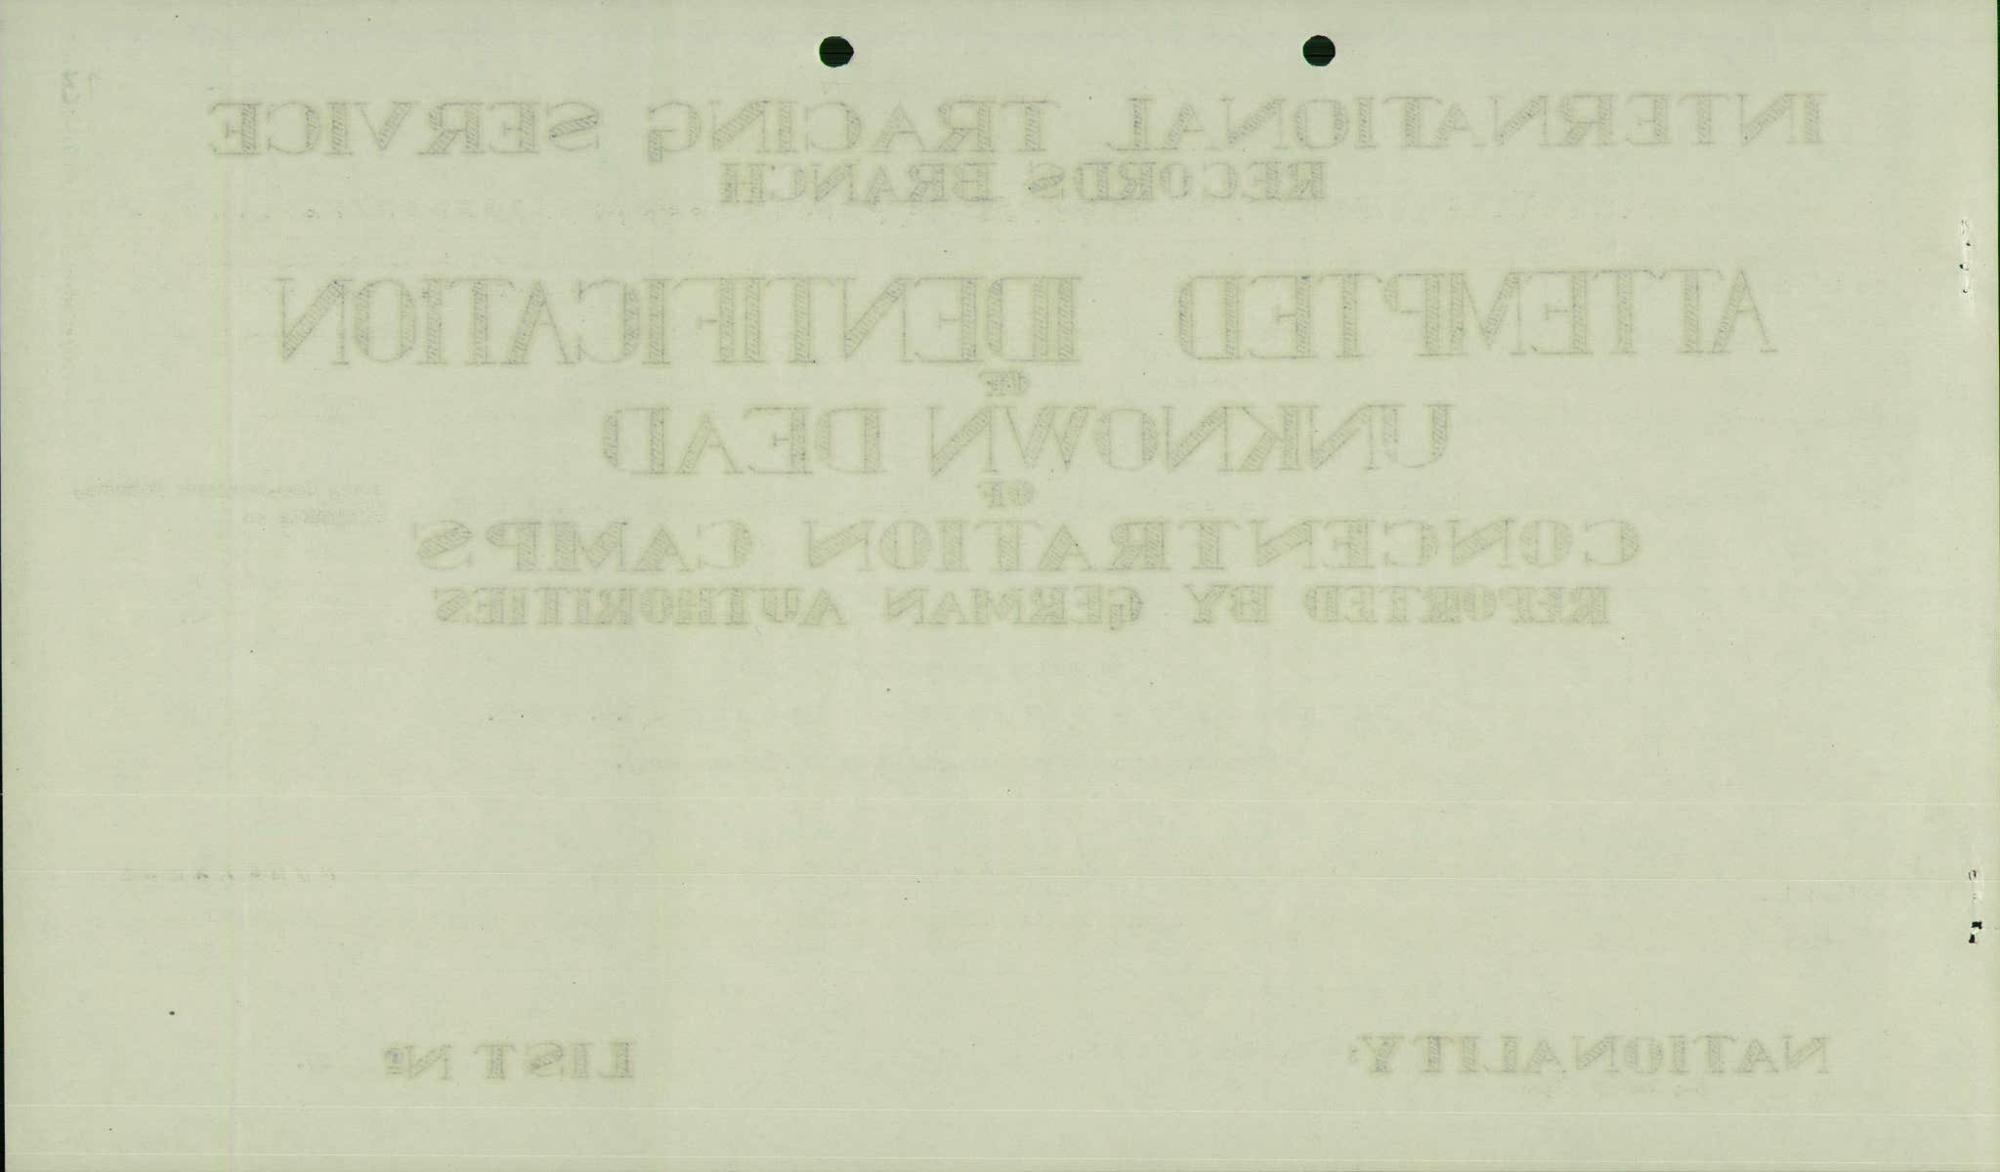 INTERNATIONAL TRACING SERVICE
RECORDS BRANCH
ATTEMPTED IDENTIFICATION
OF
UNKNOWN DEAD
OF
CONCENTRATION CAMPS
REPORTED BY GERMAN AUTHORITIES
NATIONALITY:
LIST Nº